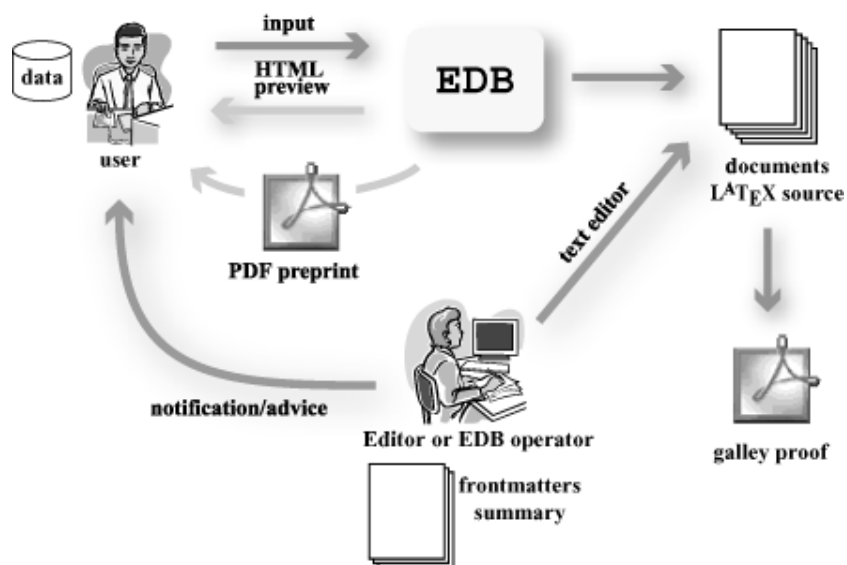 input
data
HTML
preview
EDB
user
documents
LATEX source
PDF preprint
text editor
notification/advice
Editor or EDB operator
galley proof
frontmatters
summary